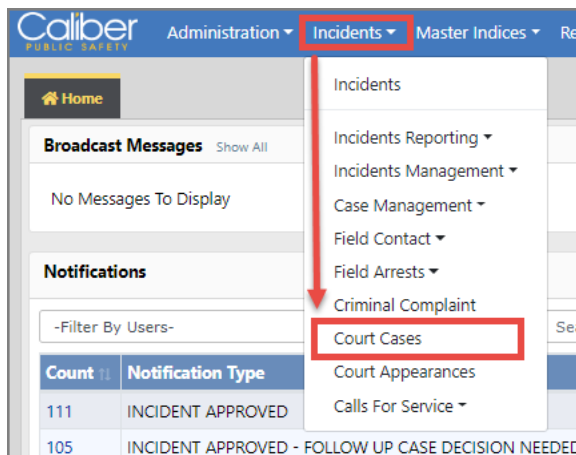 Caliber
PUBLIC SAFETY
Administration Incidents Master Indices Re
Home
Broadcast Messages Show All
No Messages To Display
Notifications
-Filter By Users-
Sea
Count Notification Type
111 INCIDENT APPROVED
105 INCIDENT APPROVED - FOLLOW UP CASE DECISION NEEDED
Incidents
Incidents Reporting
Incidents Management
Case Management
Field Contact
Field Arrests
Criminal Complaint
Court Cases
Court Appearances
Calls For Service